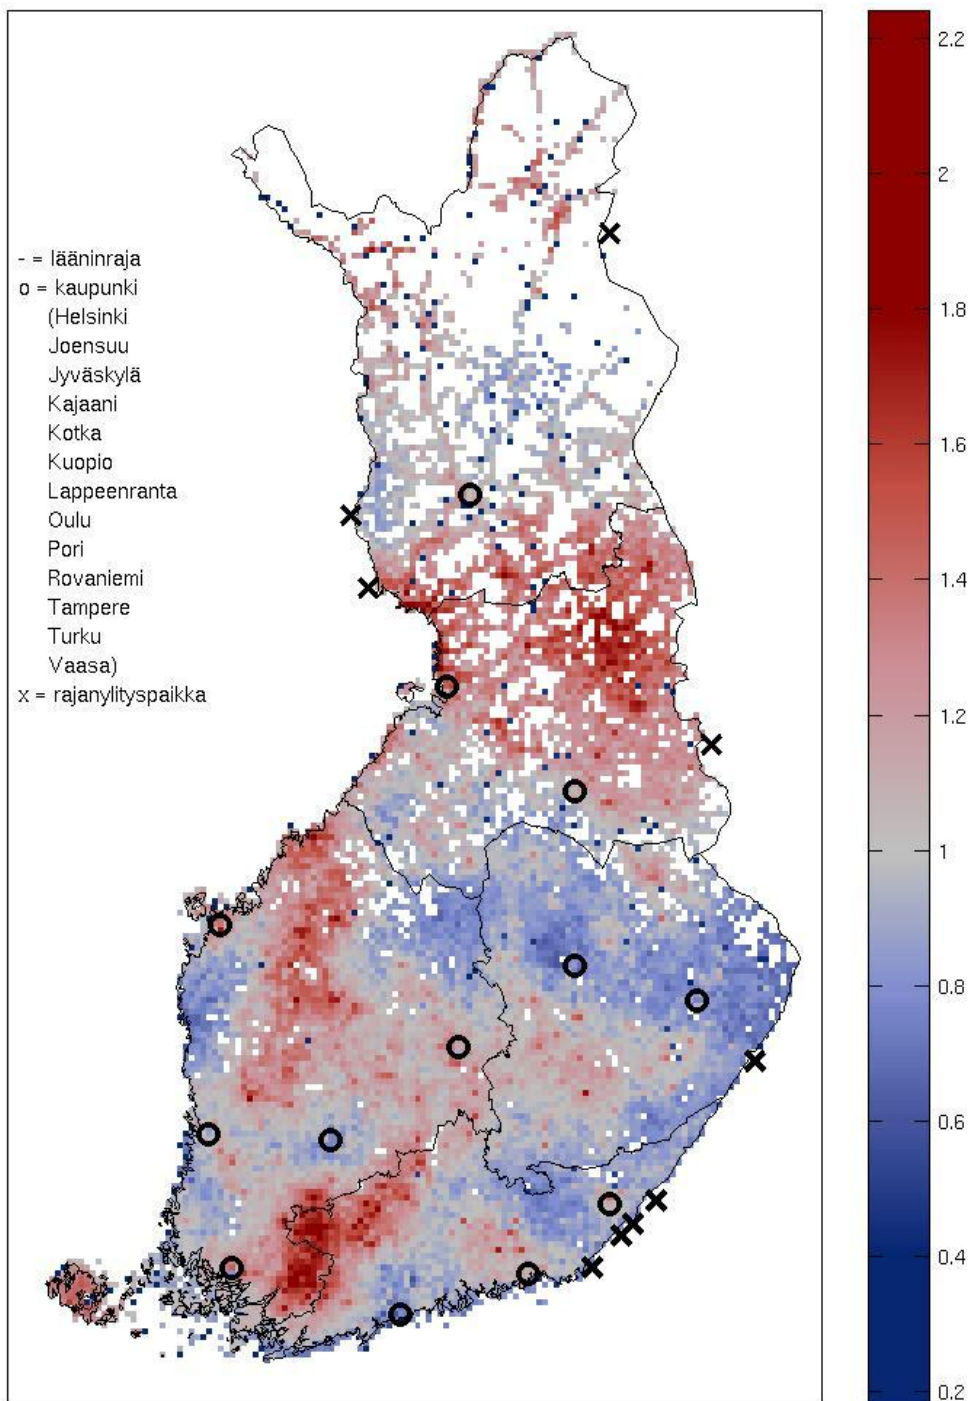 - = lääninraja
o = kaupunki
(Helsinki
Joensuu
Jyväskylä
Kajaani
Kotka
Kuopio
Lappeenranta
Oulu
Pori
Rovaniemi
Tampere
Turku
Vaasa)
x = rajanylityspaikka
2.2
2
1.8
1.6
1.4
1.2
1
0.8
0.6
0.4
0.2